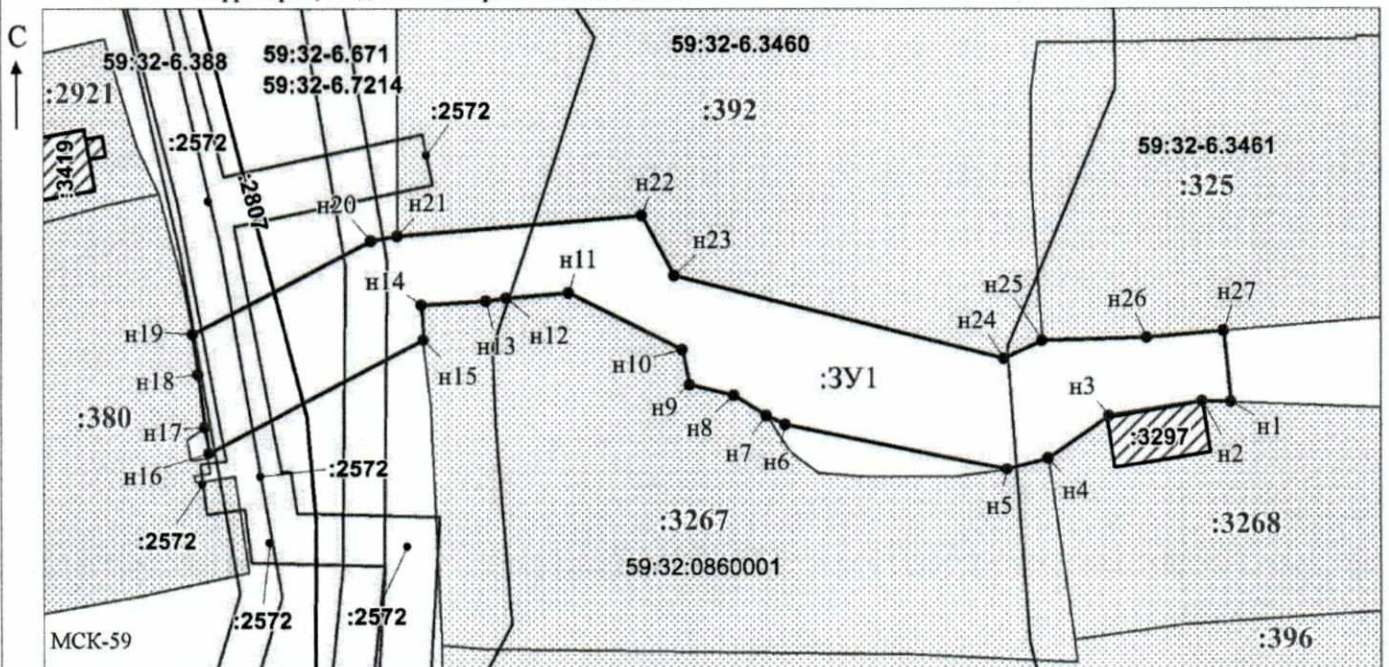 С
59:32-6.388
59:32-6.671
59:32-6.7214
59:32-6.3460
:2921
:2572
:392
:2572
59:32-6.3461
:3419
:325
:2807
н20
н21
н22
н23
н14
н11
н25
н26
н27
н19
н13
н12
н24
н10
н18
н15
:ЗУ1
н3
:380
н9
н8
н17
н7
н6
:3297
н2
н1
н16
:2572
н5
н4
:3267
:3268
:2572
59:32:0860001
:2572
:2572
МСК-59
:396